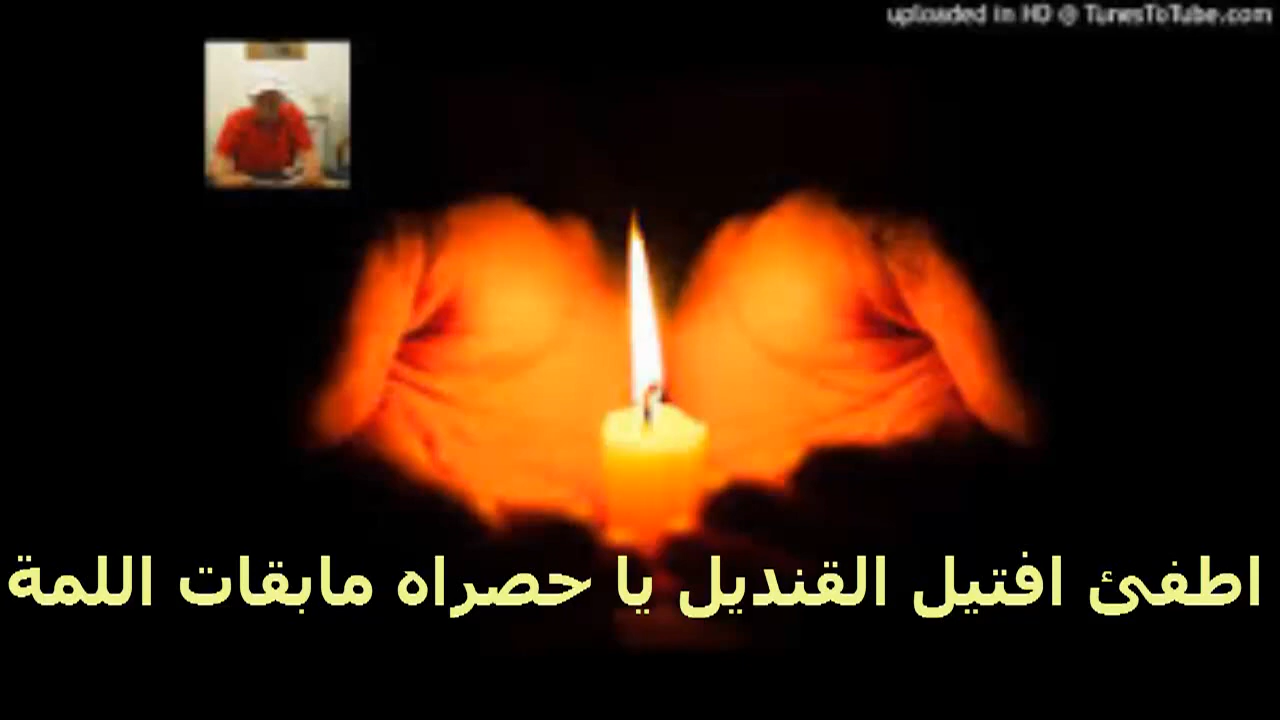 uploaded in HD @ TunesToTube.com
اطفئ افتيل القنديل يا حصراه مابقات اللمة